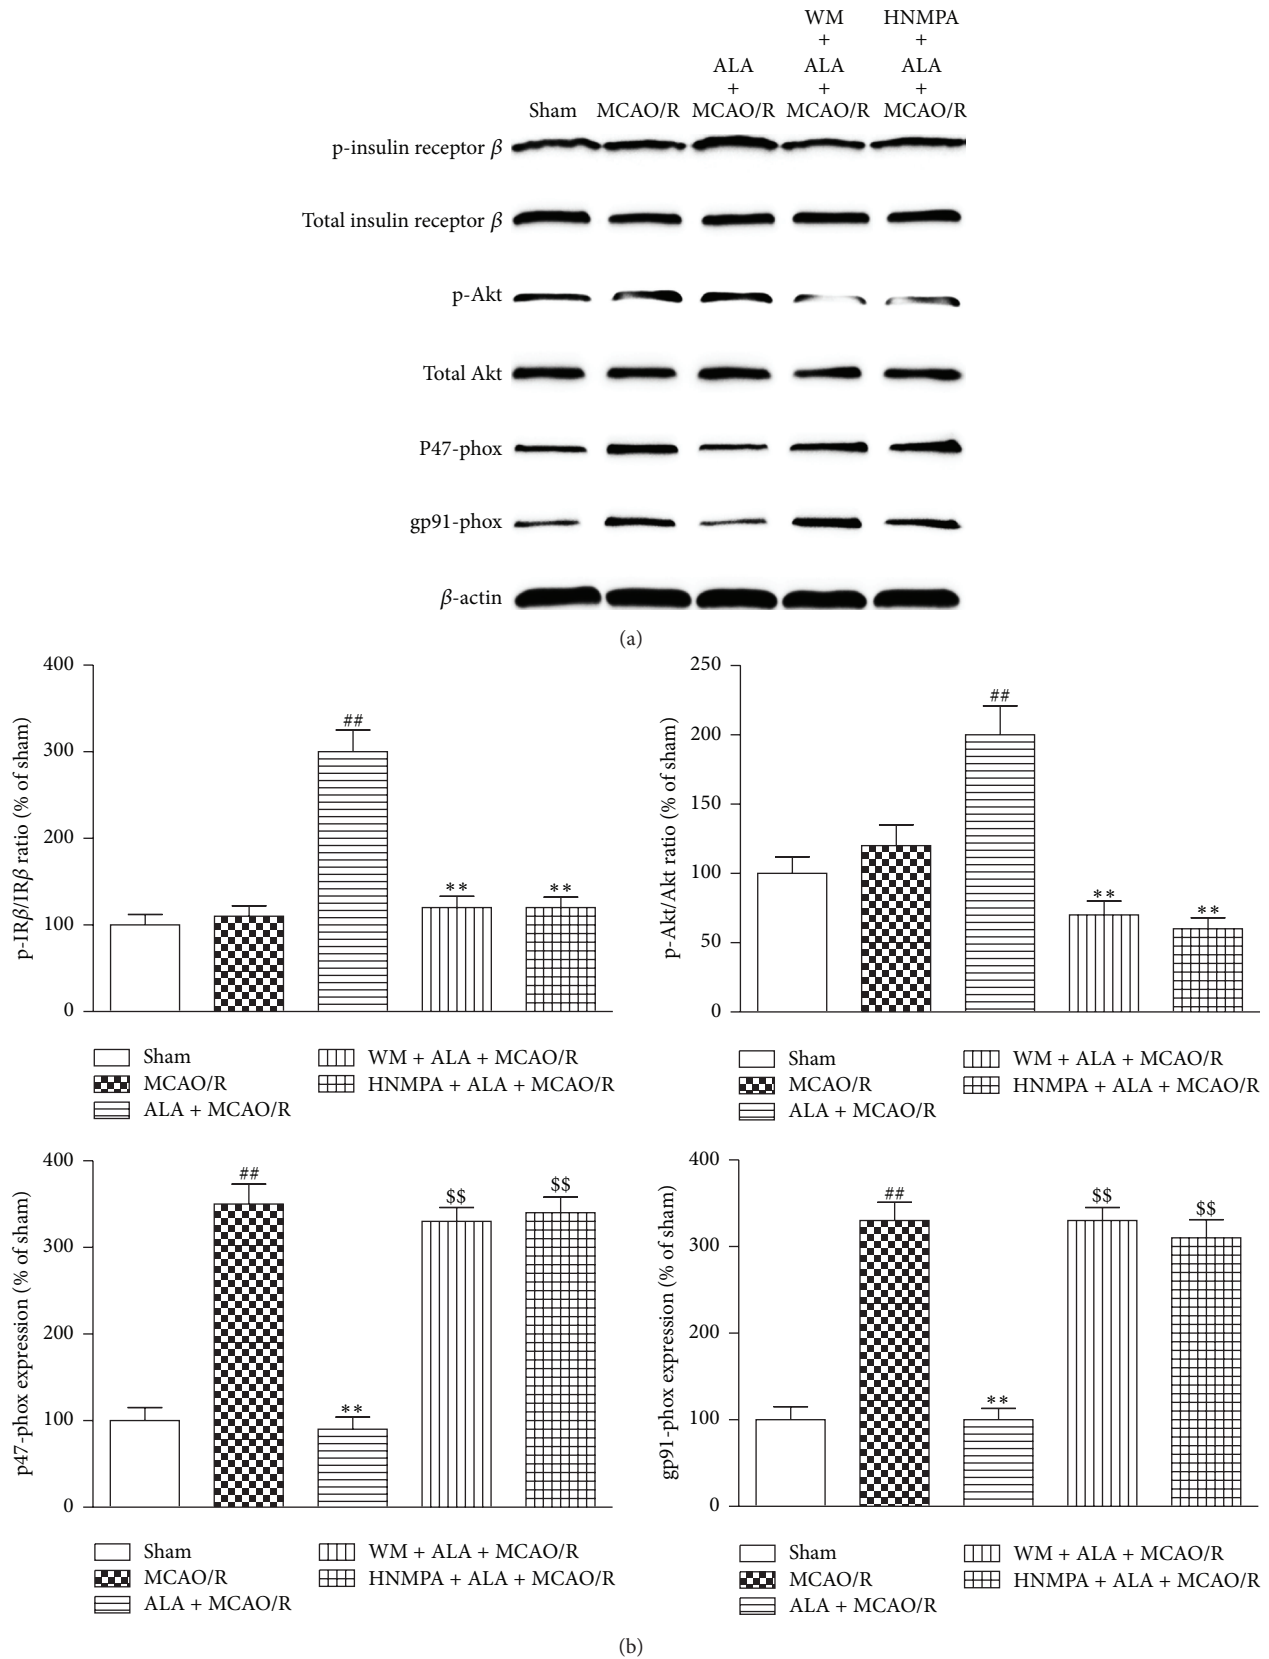 WM HNMPA
+ +
ALA ALA ALA
+ + +
Sham MCAO/R MCAO/R MCAO/R MCAO/R
p-insulin receptor β
Total insulin receptor β
p-Akt
Total Akt
P47-phox
gp91-phox
β-actin
(a)
p-IRβ/IRβ ratio (% of sham)
400
300
200
100
0
##
**
**
Sham
MCAO/R
ALA + MCAO/R
WM + ALA + MCAO/R
HNMPA + ALA + MCAO/R
p-Akt/Akt ratio (% of sham)
250
200
150
100
50
0
##
**
**
Sham
MCAO/R
ALA + MCAO/R
WM + ALA + MCAO/R
HNMPA + ALA + MCAO/R
p47-phox expression (% of sham)
400
300
200
100
0
##
**
$$
$$
Sham
MCAO/R
ALA + MCAO/R
WM + ALA + MCAO/R
HNMPA + ALA + MCAO/R
gp91-phox expression (% of sham)
400
300
200
100
0
##
**
$$
$$
Sham
MCAO/R
ALA + MCAO/R
WM + ALA + MCAO/R
HNMPA + ALA + MCAO/R
(b)